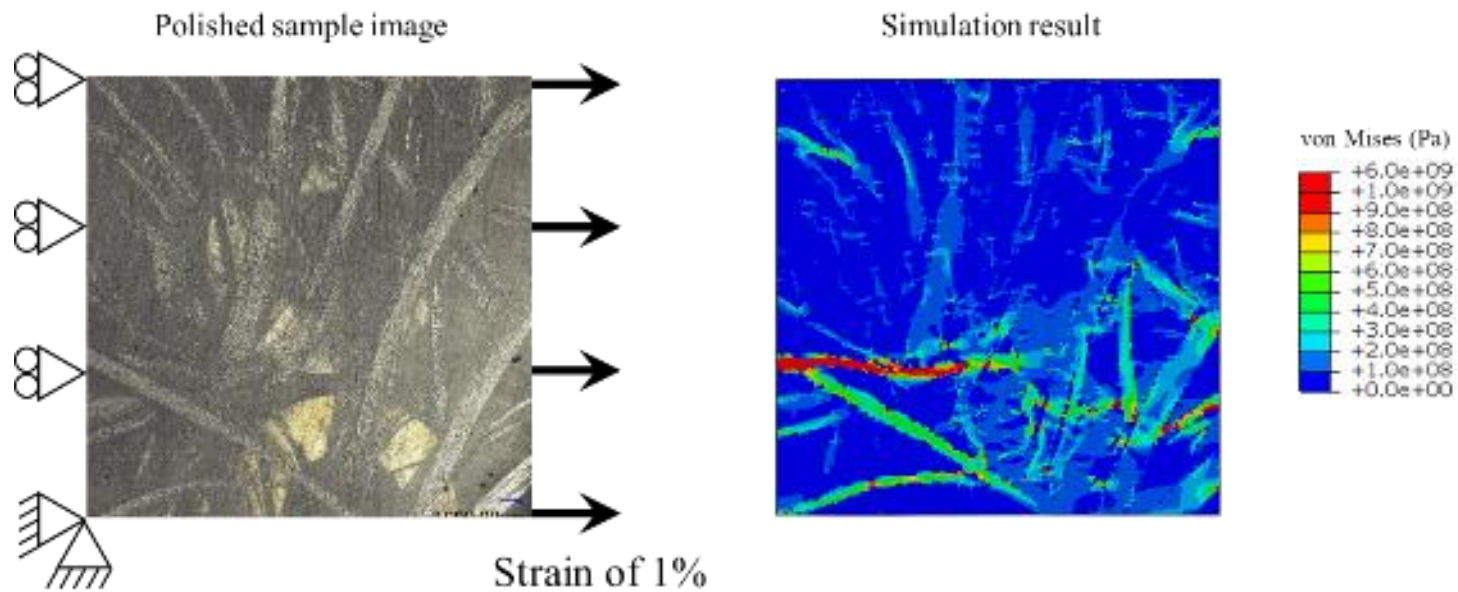 Polished sample image
Simulation result
von Mises (Pa)
+6.0e+09
+1.0e+09
+9.0e+08
+8.0e+08
+7.0e+08
+6.0e+08
+5.0e+08
+4.0e+08
+3.0e+08
+2.0e+08
+1.0e+08
+0.0e+00
Strain of 1%